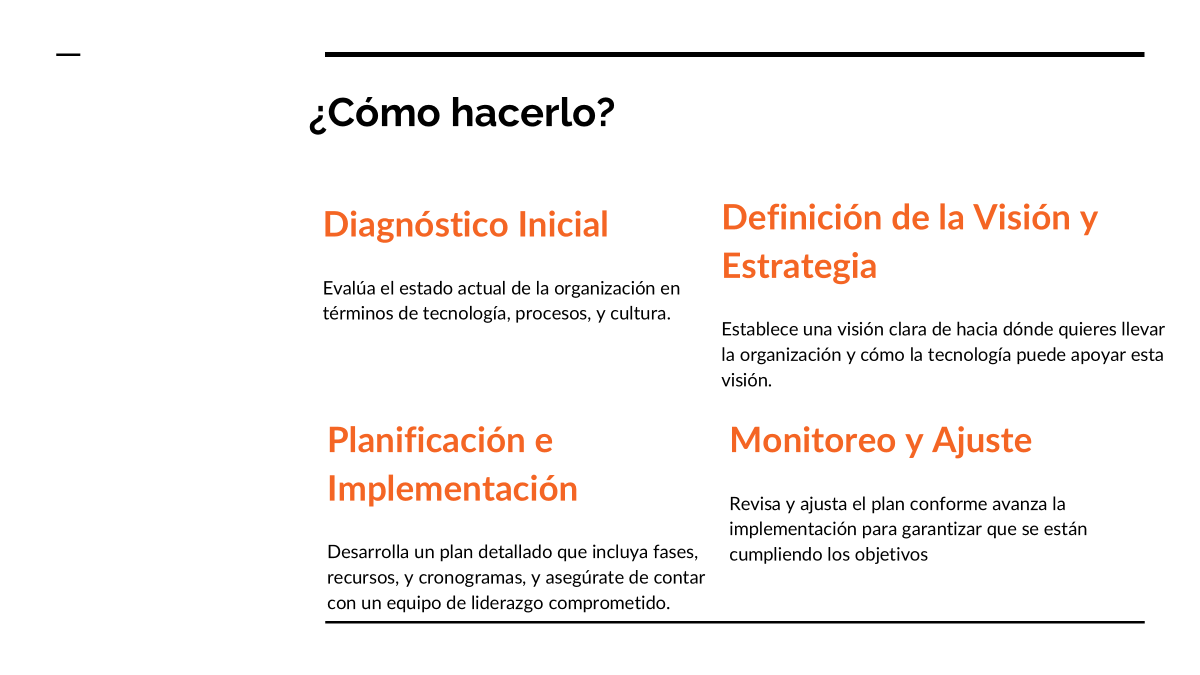 ¿Cómo hacerlo?
Diagnóstico Inicial
Evalúa el estado actual de la organización en
términos de tecnología, procesos, y cultura.
Definición de la Visión y
Estrategia
Establece una visión clara de hacia dónde quieres llevar
la organización y cómo la tecnología puede apoyar esta
visión.
Planificación e
Implementación
Desarrolla un plan detallado que incluya fases,
recursos, y cronogramas, y asegúrate de contar
con un equipo de liderazgo comprometido.
Monitoreo y Ajuste
Revisa y ajusta el plan conforme avanza la
implementación para garantizar que se están
cumpliendo los objetivos